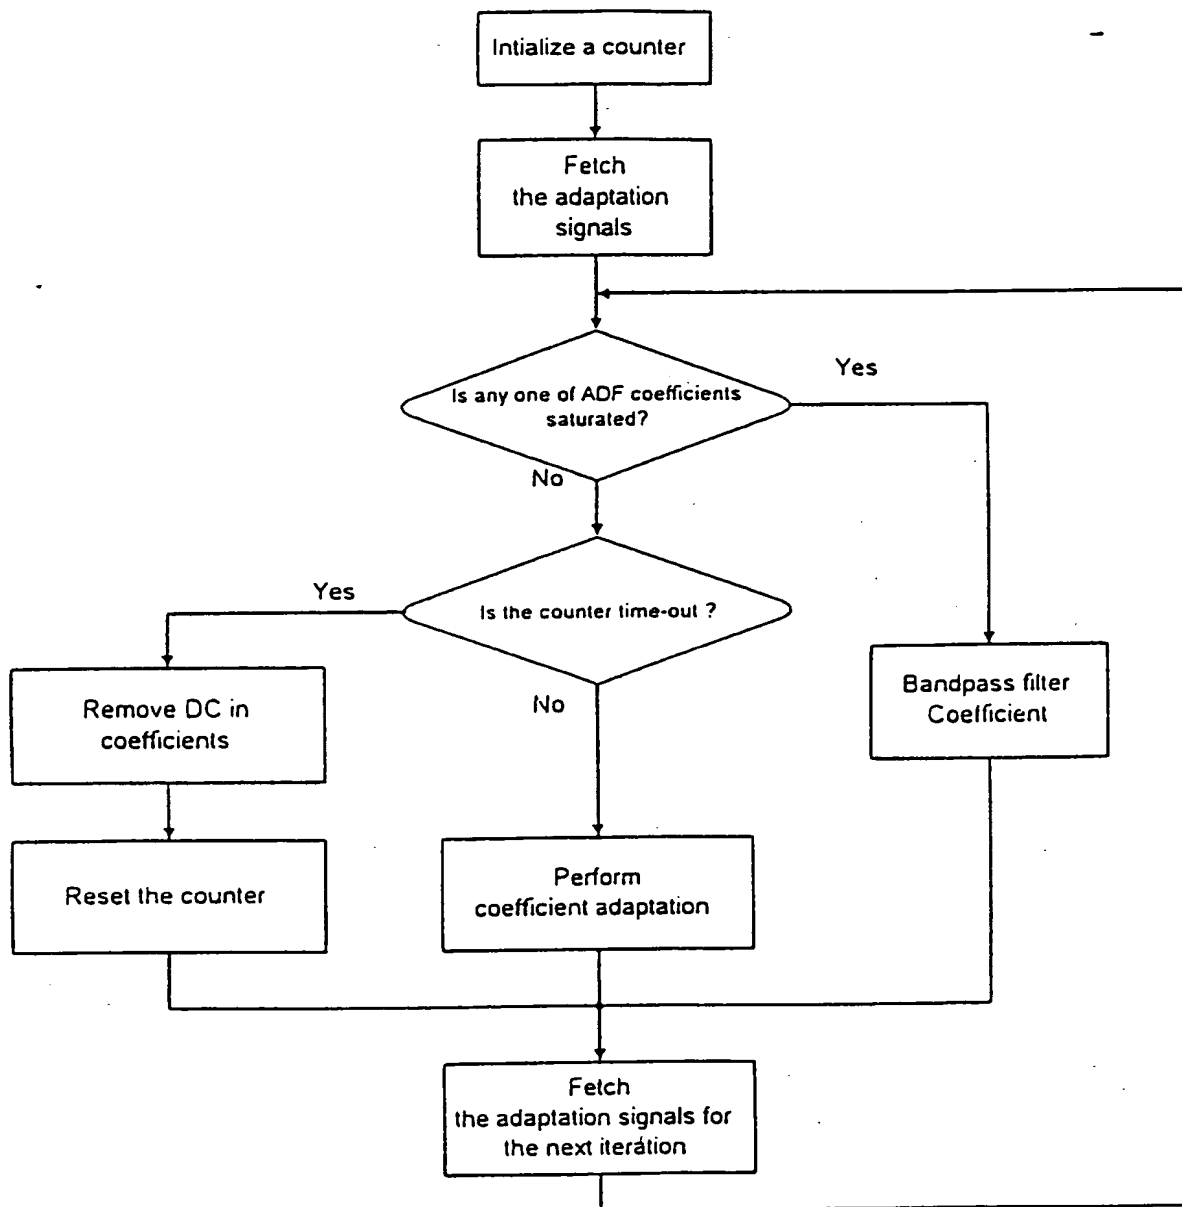 Intialize a counter
Fetch
the adaptation
signals
Is any one of ADF coefficients
saturated?
Yes
No
Is the counter time-out ?
Yes
No
Remove DC in
coefficients
Bandpass filter
Coefficient
Reset the counter
Perform
coefficient adaptation
Fetch
the adaptation signals for
the next iterátion